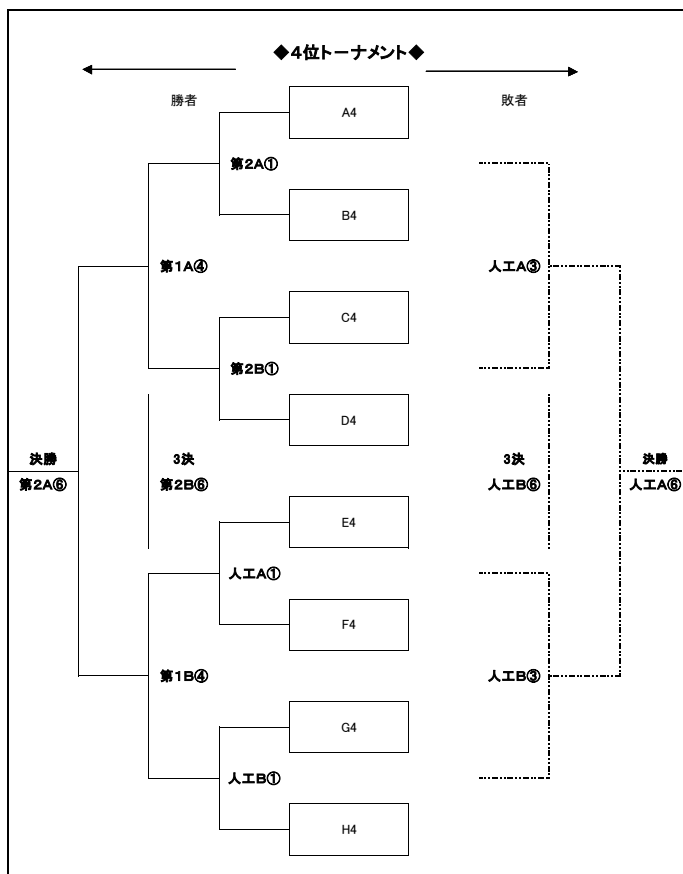 ◆４位トーナメント◆
勝者
敗者
A4
第２A①
B4
第１A④
人工A③
C4
第２B①
D4
決勝
3決
3決
決勝
第２A⑥
第２B⑥
人工B⑥
人工A⑥
E4
人工A①
F4
第１B④
人工B③
G4
人工B①
H4